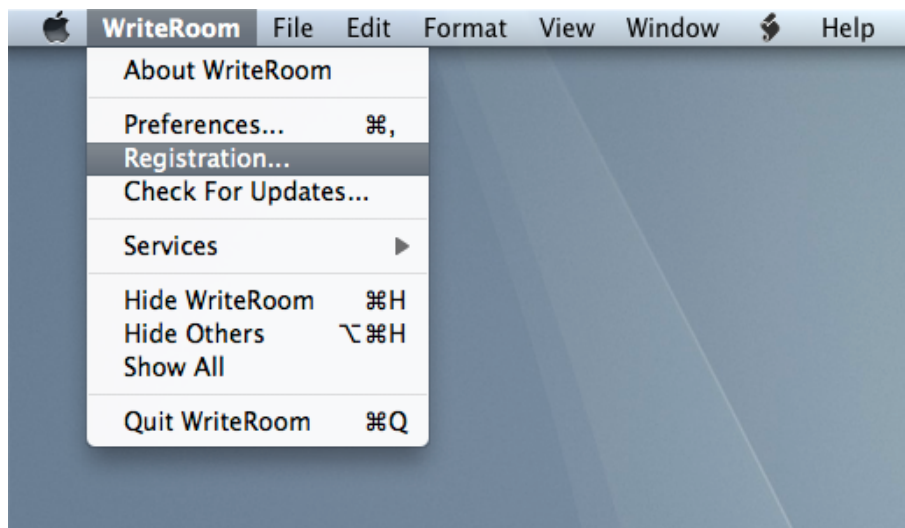 WriteRoom File Edit Format View Window Help
About WriteRoom
Preferences... ⌘,
Registration...
Check For Updates...
Services
Hide WriteRoom ⌘H
Hide Others ⌥⌘H
Show All
Quit WriteRoom ⌘Q